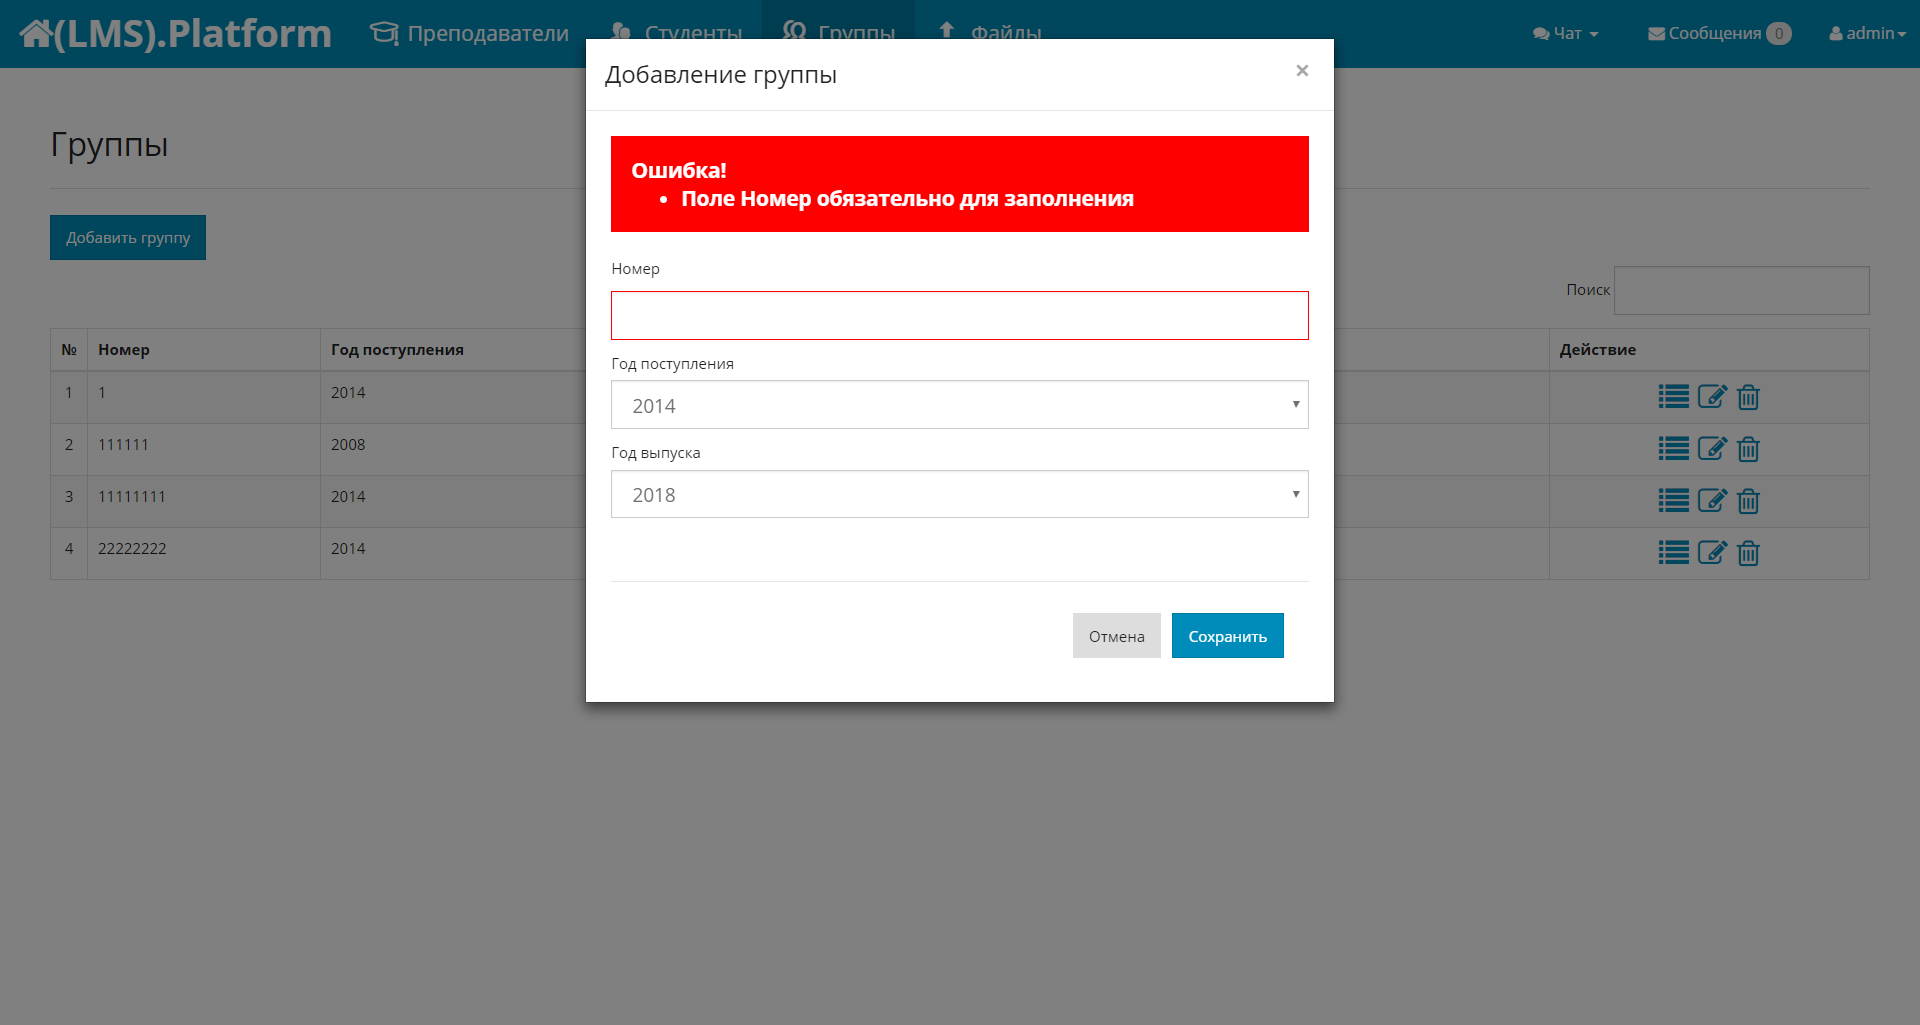 (LMS).Platform Преподаватели Студенты Группы Файлы Чат Сообщения 0 admin
Добавление группы ×
Группы
Ошибка!
• Поле Номер обязательно для заполнения
Добавить группу
Номер
Поиск
№ Номер Год поступления Действие
Год поступления
1 1 2014
2014
2 111111 2008
Год выпуска
3 11111111 2014
2018
4 22222222 2014
Отмена Сохранить